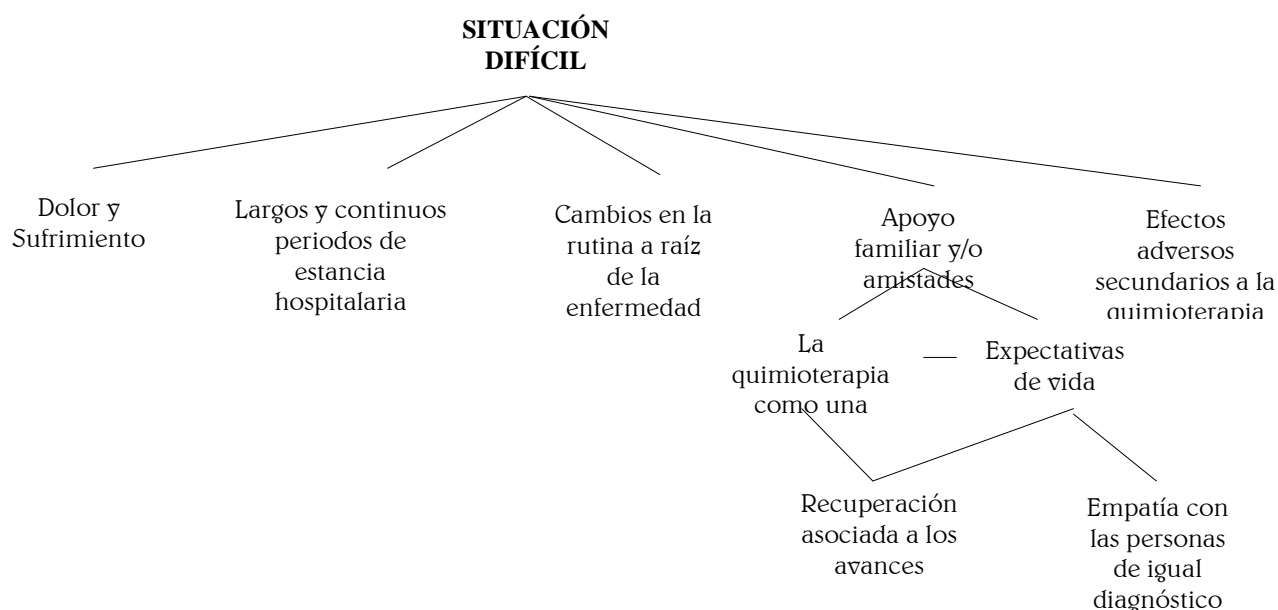 SITUACIÓN
DIFÍCIL
Dolor y
Sufrimiento
Largos y continuos
periodos de
estancia
hospitalaria
Cambios en la
rutina a raíz
de la
enfermedad
Apoyo
familiar y/o
amistades
Efectos
adversos
secundarios a la
quimioterapia
La
quimioterapia
como una
Expectativas
de vida
Recuperación
asociada a los
avances
Empatía con
las personas
de igual
diagnóstico